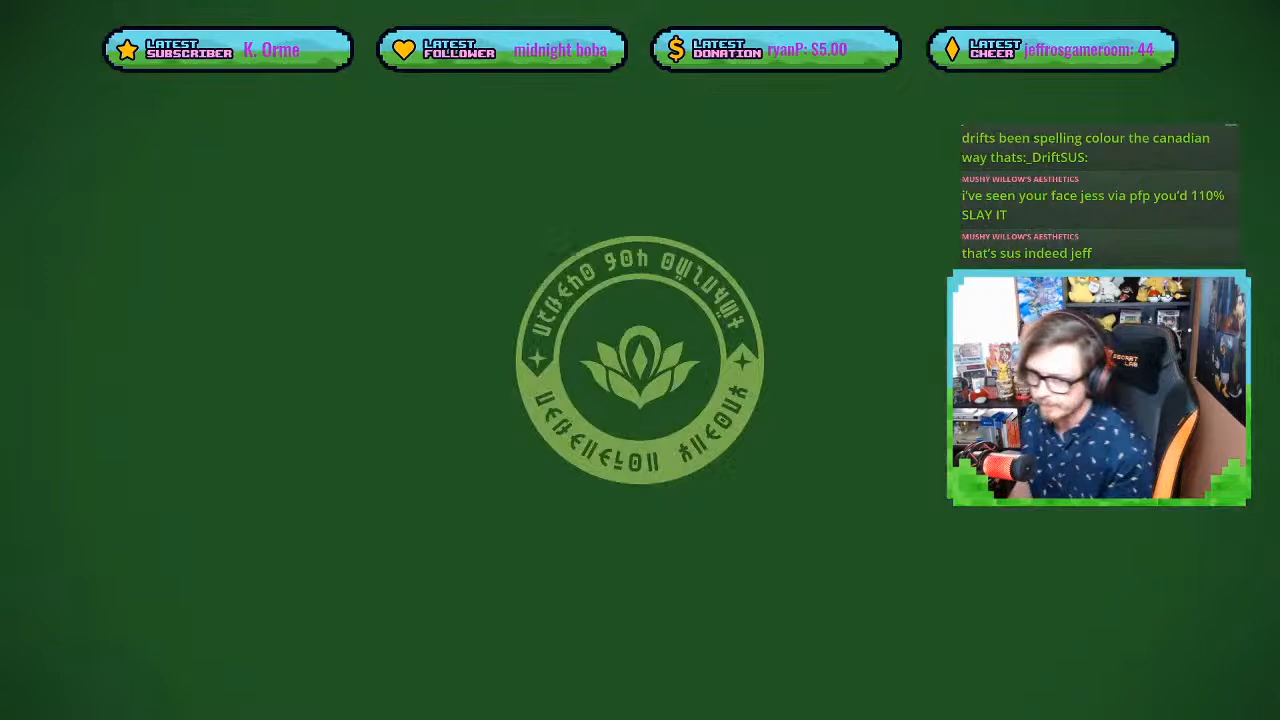 LATEST
SUBSCRIBER
K. Orme
LATEST
FOLLOWER
midnight boba
LATEST
DONATION
ryanP: $5.00
LATEST
CHEER
jeffrosgameroom: 44
drifts been spelling colour the canadian
way thats:_DriftSUS:
MUSHY WILLOW'S AESTHETICS
i've seen your face jess via pfp you'd 110%
SLAY IT
MUSHY WILLOW'S AESTHETICS
that's sus indeed jeff
SECRET
LAB